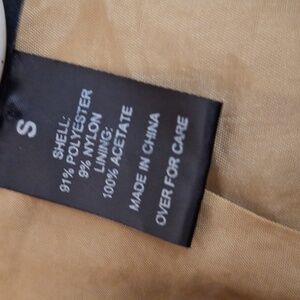 S
SHELL:
91% POLYESTER
9% NYLON
LINING:
100% ACETATE
MADE IN CHINA
OVER FOR CARE